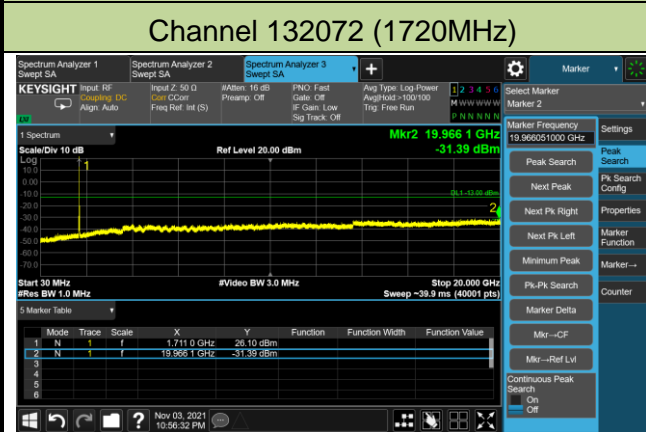 Channel 132072 (1720MHz)
Spectrum Analyzer 1
Swept SA
Spectrum Analyzer 2
Swept SA
Spectrum Analyzer 3
Swept SA
+
Marker
KEYSIGHT
Input: RF
Coupling: DC
Align: Auto
Input Z: 50 Ω
Corr CCorr
Freq Ref: Int (S)
#Atten: 16 dB
Preamp: Off
PNO: Fast
Gate: Off
IF Gain: Low
Sig Track: Off
Avg Type: Log-Power
Avg|Hold:>100/100
Trig: Free Run
1 2 3 4 5 6
M W W W W W
P N N N N N
LW
Select Marker
Marker 2
1 Spectrum
Scale/Div 10 dB
Ref Level 20.00 dBm
Mkr2 19.966 1 GHz
-31.39 dBm
Log
10.0
0.00
-10.0
-20.0
-30.0
-40.0
-50.0
-60.0
-70.0
1
DL1 -13.00 dBm
2
Start 30 MHz
#Res BW 1.0 MHz
#Video BW 3.0 MHz
Stop 20.000 GHz
Sweep ~39.9 ms (40001 pts)
5 Marker Table
Mode Trace Scale X Y Function Function Width Function Value
1 N 1 f 1.711 0 GHz 26.10 dBm
2 N 1 f 19.966 1 GHz -31.39 dBm
3
4
5
6
Marker Frequency
19.966051000 GHz
Peak Search
Next Peak
Next Pk Right
Next Pk Left
Minimum Peak
Pk-Pk Search
Marker Delta
Mkr→CF
Mkr→Ref Lvl
Continuous Peak
Search
On
Off
Settings
Peak
Search
Pk Search
Config
Properties
Marker
Function
Marker→
Counter
?
Nov 03, 2021
10:56:32 PM